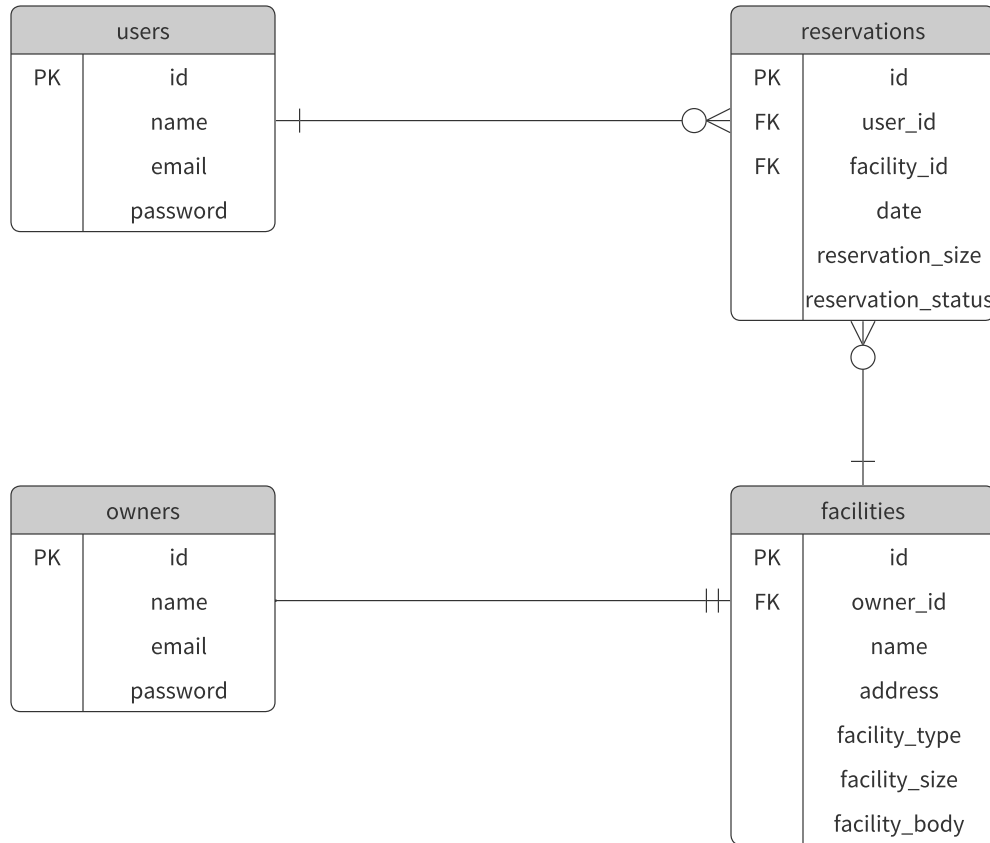 users
PK id
name
email
password
reservations
PK id
FK user_id
FK facility_id
date
reservation_size
reservation_status
owners
PK id
name
email
password
facilities
PK id
FK owner_id
name
address
facility_type
facility_size
facility_body